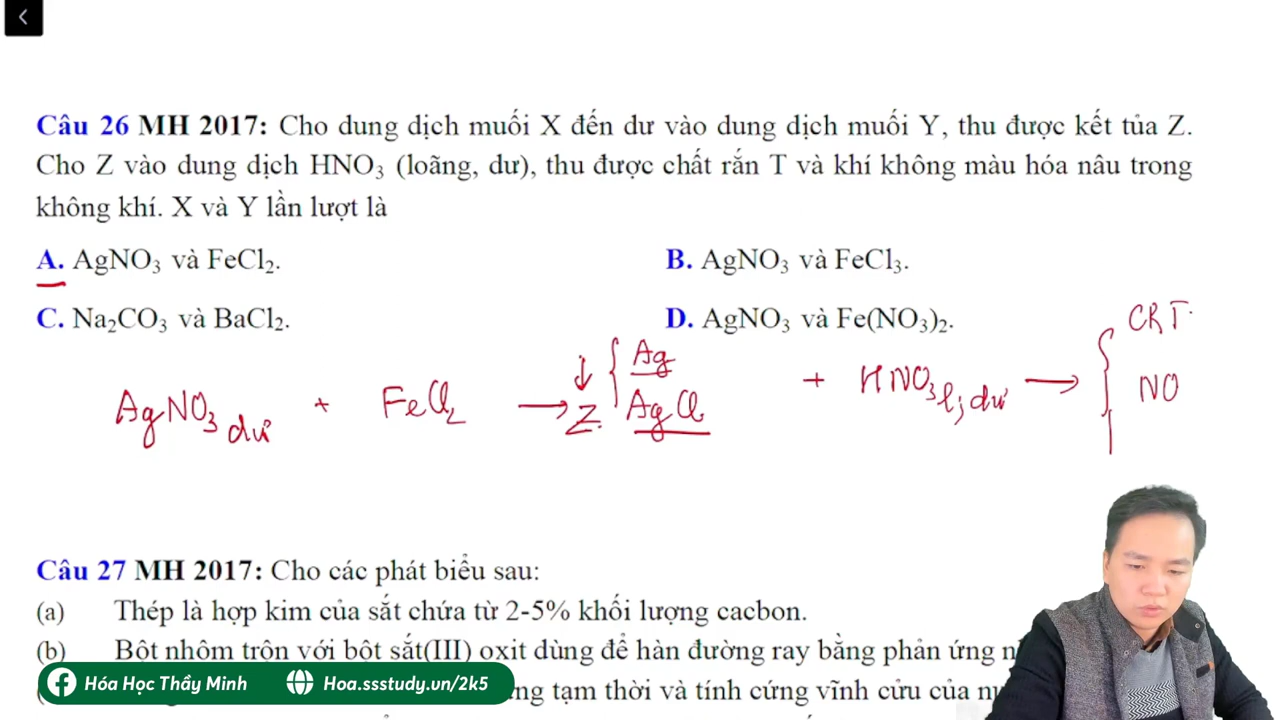 Câu 26 MH 2017: Cho dung dịch muối X đến dư vào dung dịch muối Y, thu được kết tủa Z.
Cho Z vào dung dịch HNO₃ (loãng, dư), thu được chất rắn T và khí không màu hóa nâu trong
không khí. X và Y lần lượt là
A. AgNO₃ và FeCl₂.
B. AgNO₃ và FeCl₃.
C. Na₂CO₃ và BaCl₂.
D. AgNO₃ và Fe(NO₃)₂.
AgNO₃ dư + FeCl₂ → ↓ Z { Ag AgCl + HNO₃ l, dư → { CRT NO
Câu 27 MH 2017: Cho các phát biểu sau:
(a) Thép là hợp kim của sắt chứa từ 2-5% khối lượng cacbon.
(b) Bột nhôm trộn với bột sắt(III) oxit dùng để hàn đường ray bằng phản ứng
tạm thời và tính cứng vĩnh cửu của
Hóa Học Thầy Minh
Hoa.ssstudy.vn/2k5